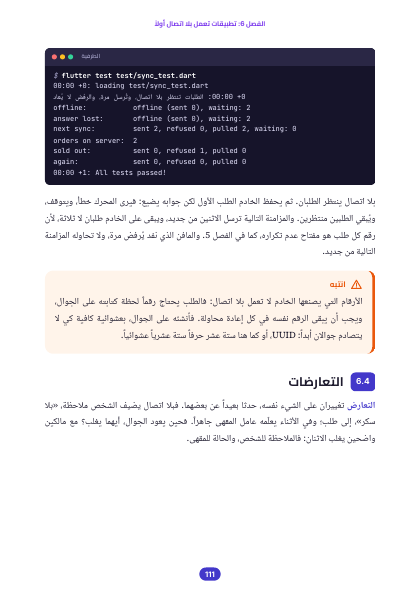 الفصل 6: تطبيقات تعمل بلا اتصال أولاً
الطرفية
$ flutter test test/sync_test.dart
00:00 +0: loading test/sync_test.dart
00:00 +0: الطلبات تنتظر بلا اتصال، وتُرسل مرة، والرفض لا يُعاد
offline: offline (sent 0), waiting: 2
answer lost: offline (sent 0), waiting: 2
next sync: sent 2, refused 0, pulled 2, waiting: 0
orders on server: 2
sold out: sent 0, refused 1, pulled 0
again: sent 0, refused 0, pulled 0
00:00 +1: All tests passed!
بلا اتصال ينتظر الطلبان. ثم يحفظ الخادم الطلب الأول لكن جوابه يضيع: فيرى المحرك خطأً، ويتوقف،
ويُبقي الطلبين منتظرين. والمزامنة التالية ترسل الاثنين من جديد، ويبقى على الخادم طلبان لا ثلاثة، لأن
رقم كل طلب هو مفتاح عدم تكراره، كما في الفصل 5. والمافن الذي نَفد يُرفض مرة، ولا تحاوله المزامنة
التالية من جديد.
انتبه
الأرقام التي يصنعها الخادم لا تعمل بلا اتصال: فالطلب يحتاج رقماً لحظة كتابته على الجوال،
ويجب أن يبقى الرقم نفسه في كل إعادة محاولة. فأنشئه على الجوال، بعشوائية كافية كي لا
يتصادم جوالان أبداً: UUID، أو كما هنا ستة عشر حرفاً ستة عشرياً عشوائياً.
6.4 التعارضات
التعارض تغييران على الشيء نفسه، حدثا بعيداً عن بعضهما. فبلا اتصال يضيف الشخص ملاحظة، «بلا
سكر»، إلى طلب؛ وفي الأثناء يعلّمه عامل المقهى جاهزاً. فحين يعود الجوال، أيهما يغلب؟ مع مالكَين
واضحين يغلب الاثنان: فالملاحظة للشخص، والحالة للمقهى.
111